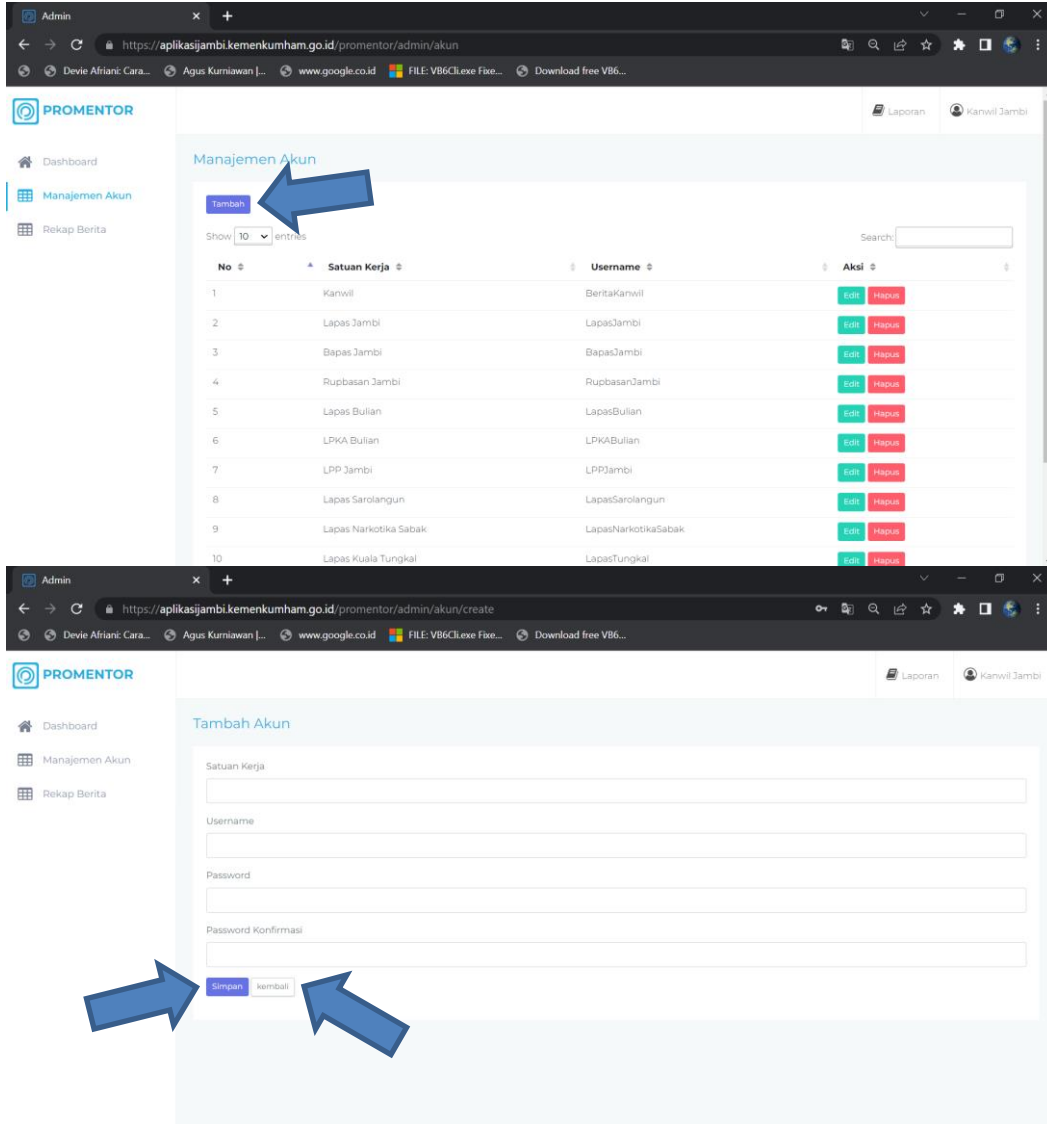 Admin
https://aplikasijambi.kemenkumham.go.id/promentor/admin/akun
Devie Afriani: Cara... Agus Kurniawan |... www.google.co.id FILE: VB6Cli.exe Fixe... Download free VB6...
PROMENTOR Laporan Kanwil Jambi
Dashboard
Manajemen Akun
Rekap Berita
Manajemen Akun
Tambah
Show 10 entries Search:
No Satuan Kerja Username Aksi
1 Kanwil BeritaKanwil Edit Hapus
2 Lapas Jambi LapasJambi Edit Hapus
3 Bapas Jambi BapasJambi Edit Hapus
4 Rupbasan Jambi RupbasanJambi Edit Hapus
5 Lapas Bulian LapasBulian Edit Hapus
6 LPKA Bulian LPKABulian Edit Hapus
7 LPP Jambi LPPJambi Edit Hapus
8 Lapas Sarolangun LapasSarolangun Edit Hapus
9 Lapas Narkotika Sabak LapasNarkotikaSabak Edit Hapus
10 Lapas Kuala Tungkal LapasTungkal Edit Hapus
Admin
https://aplikasijambi.kemenkumham.go.id/promentor/admin/akun/create
Devie Afriani: Cara... Agus Kurniawan |... www.google.co.id FILE: VB6Cli.exe Fixe... Download free VB6...
PROMENTOR Laporan Kanwil Jambi
Dashboard
Manajemen Akun
Rekap Berita
Tambah Akun
Satuan Kerja
Username
Password
Password Konfirmasi
Simpan kembali